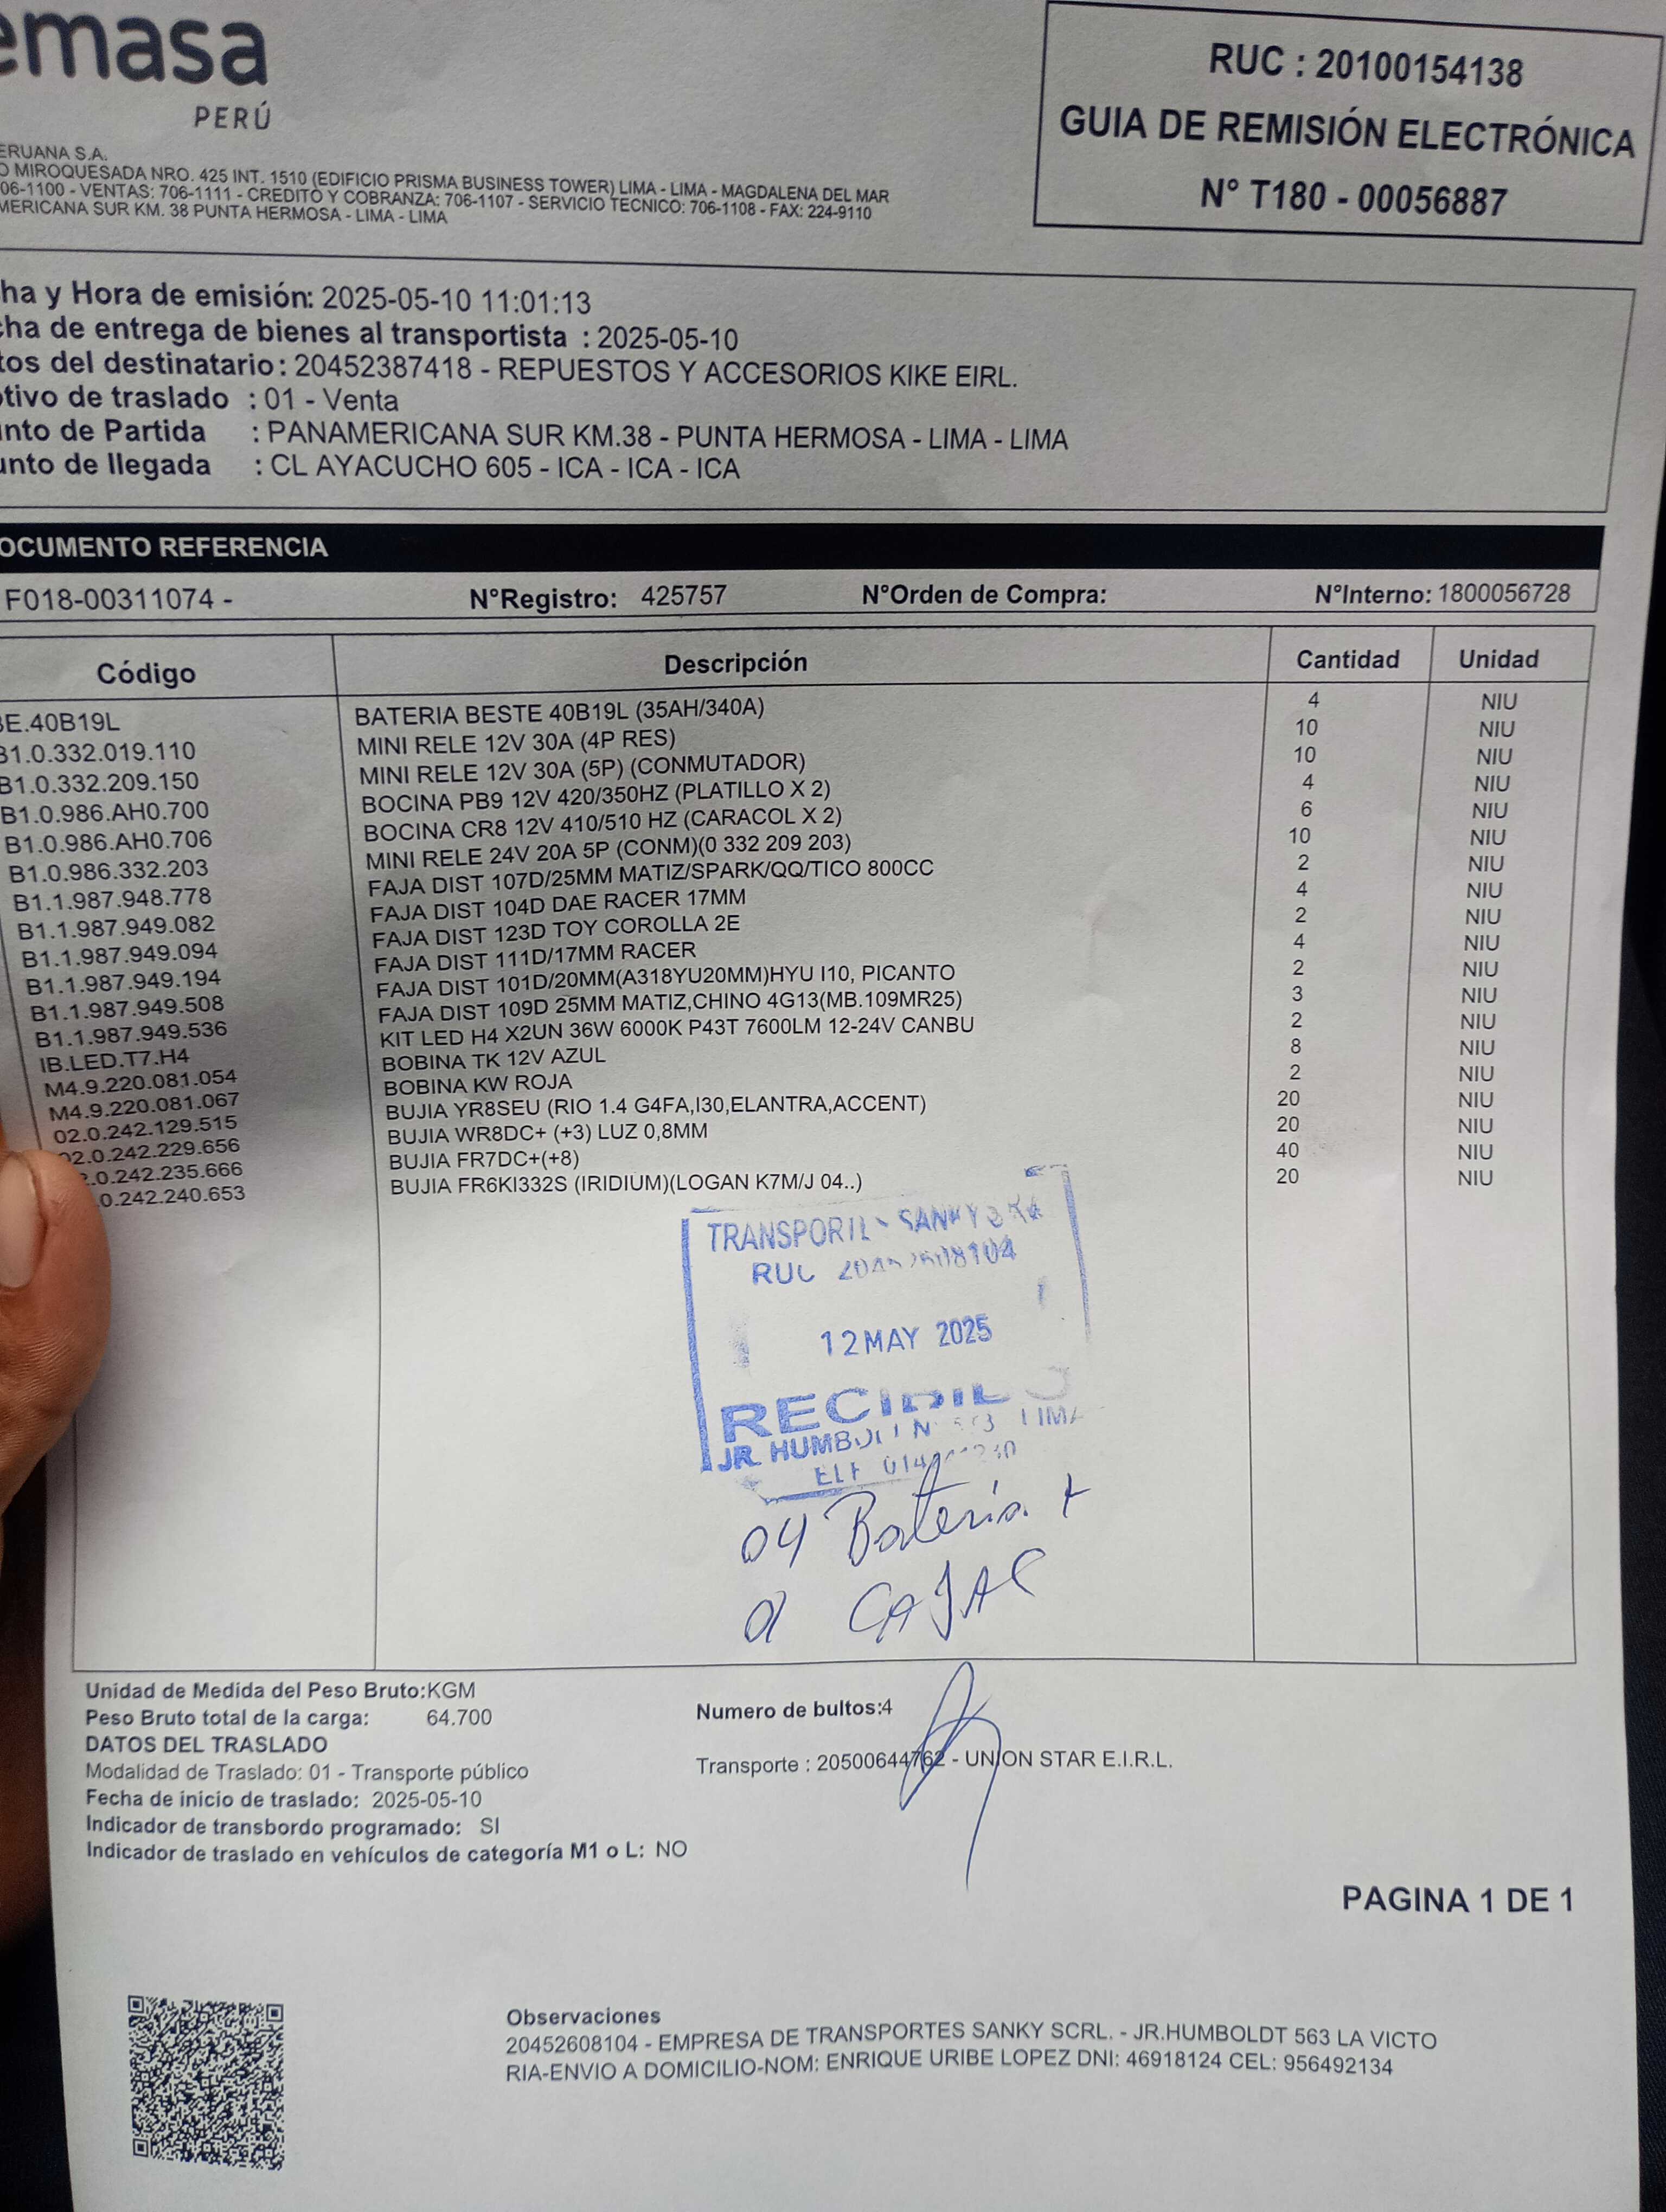 emasa
PERÚ
RUC : 20100154138
GUIA DE REMISIÓN ELECTRÓNICA
N° T180 - 00056887
ERUANA S.A.
O MIROQUESADA NRO. 425 INT. 1510 (EDIFICIO PRISMA BUSINESS TOWER) LIMA - LIMA - MAGDALENA DEL MAR
06-1100 - VENTAS: 706-1111 - CREDITO Y COBRANZA: 706-1107 - SERVICIO TECNICO: 706-1108 - FAX: 224-9110
MERICANA SUR KM. 38 PUNTA HERMOSA - LIMA - LIMA
ha y Hora de emisión: 2025-05-10 11:01:13
cha de entrega de bienes al transportista : 2025-05-10
tos del destinatario : 20452387418 - REPUESTOS Y ACCESORIOS KIKE EIRL.
otivo de traslado : 01 - Venta
unto de Partida : PANAMERICANA SUR KM.38 - PUNTA HERMOSA - LIMA - LIMA
unto de llegada : CL AYACUCHO 605 - ICA - ICA - ICA
OCUMENTO REFERENCIA
F018-00311074 - N°Registro: 425757 N°Orden de Compra: N°Interno: 1800056728
Código Descripción Cantidad Unidad
BE.40B19L BATERIA BESTE 40B19L (35AH/340A) 4 NIU
B1.0.332.019.110 MINI RELE 12V 30A (4P RES) 10 NIU
B1.0.332.209.150 MINI RELE 12V 30A (5P) (CONMUTADOR) 10 NIU
B1.0.986.AH0.700 BOCINA PB9 12V 420/350HZ (PLATILLO X 2) 4 NIU
B1.0.986.AH0.706 BOCINA CR8 12V 410/510 HZ (CARACOL X 2) 6 NIU
B1.0.986.332.203 MINI RELE 24V 20A 5P (CONM)(0 332 209 203) 10 NIU
B1.1.987.948.778 FAJA DIST 107D/25MM MATIZ/SPARK/QQ/TICO 800CC 2 NIU
B1.1.987.949.082 FAJA DIST 104D DAE RACER 17MM 4 NIU
B1.1.987.949.094 FAJA DIST 123D TOY COROLLA 2E 2 NIU
B1.1.987.949.194 FAJA DIST 111D/17MM RACER 4 NIU
B1.1.987.949.508 FAJA DIST 101D/20MM(A318YU20MM)HYU I10, PICANTO 2 NIU
B1.1.987.949.536 FAJA DIST 109D 25MM MATIZ,CHINO 4G13(MB.109MR25) 3 NIU
IB.LED.T7.H4 KIT LED H4 X2UN 36W 6000K P43T 7600LM 12-24V CANBU 2 NIU
M4.9.220.081.054 BOBINA TK 12V AZUL 8 NIU
M4.9.220.081.067 BOBINA KW ROJA 2 NIU
02.0.242.129.515 BUJIA YR8SEU (RIO 1.4 G4FA,I30,ELANTRA,ACCENT) 20 NIU
02.0.242.229.656 BUJIA WR8DC+ (+3) LUZ 0,8MM 20 NIU
2.0.242.235.666 BUJIA FR7DC+(+8) 40 NIU
.0.242.240.653 BUJIA FR6KI332S (IRIDIUM)(LOGAN K7M/J 04..) 20 NIU
SANKY
RUC
12 MAY 2025
JR. LIMA
04 Batería +
CAJAS
Unidad de Medida del Peso Bruto:KGM
Peso Bruto total de la carga: 64.700
Numero de bultos:4
DATOS DEL TRASLADO
Modalidad de Traslado: 01 - Transporte público
Transporte : 20500644762 - UNION STAR E.I.R.L.
Fecha de inicio de traslado: 2025-05-10
Indicador de transbordo programado: SI
Indicador de traslado en vehículos de categoría M1 o L: NO
PAGINA 1 DE 1
Observaciones
20452608104 - EMPRESA DE TRANSPORTES SANKY SCRL. - JR.HUMBOLDT 563 LA VICTO
RIA-ENVIO A DOMICILIO-NOM: ENRIQUE URIBE LOPEZ DNI: 46918124 CEL: 956492134